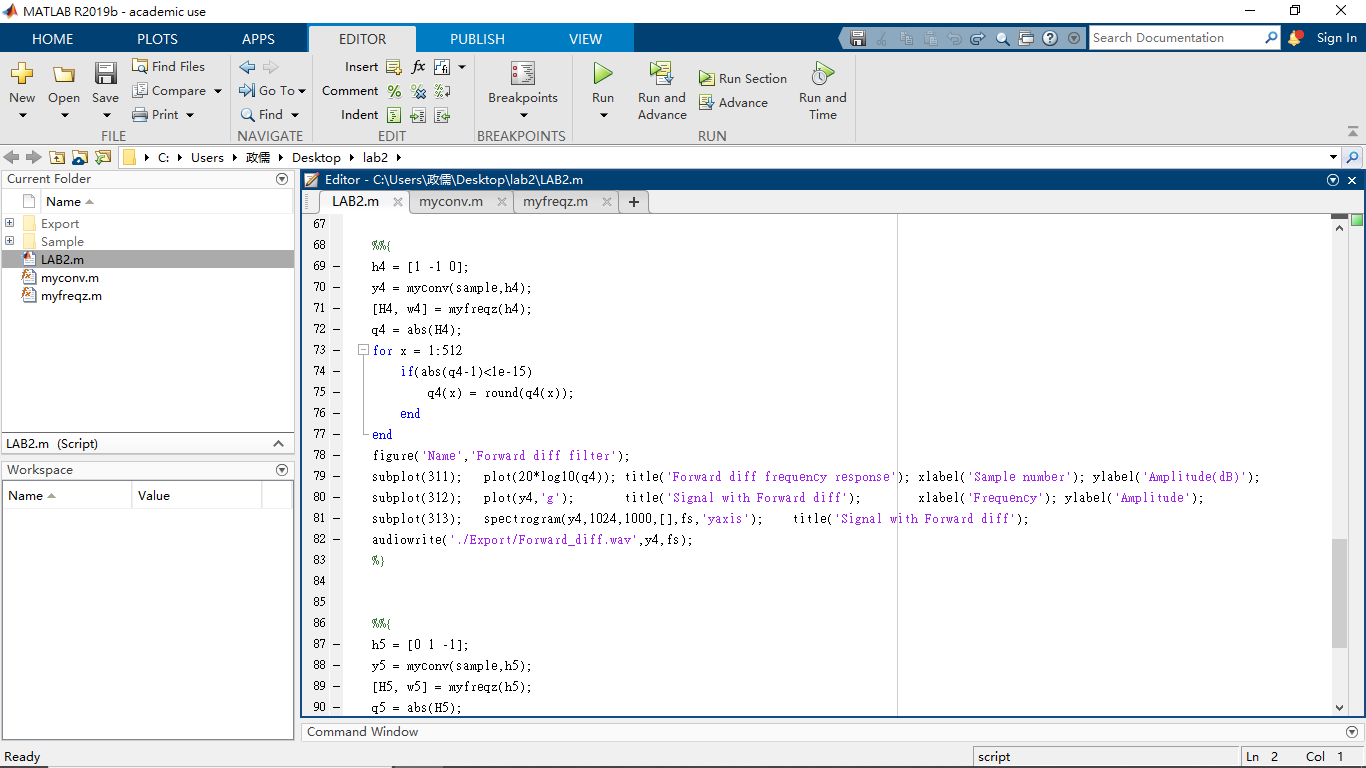 MATLAB R2019b - academic use
HOME PLOTS APPS EDITOR PUBLISH VIEW Search Documentation Sign In
New Open Save Find Files Compare Print
Go To Find
Insert fx Comment Indent
Breakpoints
Run Run and Advance Run Section Advance Run and Time
FILE NAVIGATE EDIT BREAKPOINTS RUN
C: Users 政儒 Desktop lab2
Current Folder
Name
Export
Sample
LAB2.m
myconv.m
myfreqz.m
LAB2.m (Script)
Workspace
Name Value
Editor - C:\Users\政儒\Desktop\lab2\LAB2.m
LAB2.m myconv.m myfreqz.m
67
68 %%{
69 – h4 = [1 -1 0];
70 – y4 = myconv(sample,h4);
71 – [H4, w4] = myfreqz(h4);
72 – q4 = abs(H4);
73 – for x = 1:512
74 – if(abs(q4-1)<1e-15)
75 – q4(x) = round(q4(x));
76 – end
77 – end
78 – figure('Name','Forward diff filter');
79 – subplot(311); plot(20*log10(q4)); title('Forward diff frequency response'); xlabel('Sample number'); ylabel('Amplitude(dB)');
80 – subplot(312); plot(y4,'g'); title('Signal with Forward diff'); xlabel('Frequency'); ylabel('Amplitude');
81 – subplot(313); spectrogram(y4,1024,1000,[],fs,'yaxis'); title('Signal with Forward diff');
82 – audiowrite('./Export/Forward_diff.wav',y4,fs);
83 %}
84
85
86 %%{
87 – h5 = [0 1 -1];
88 – y5 = myconv(sample,h5);
89 – [H5, w5] = myfreqz(h5);
90 – q5 = abs(H5);
Command Window
Ready script Ln 2 Col 1